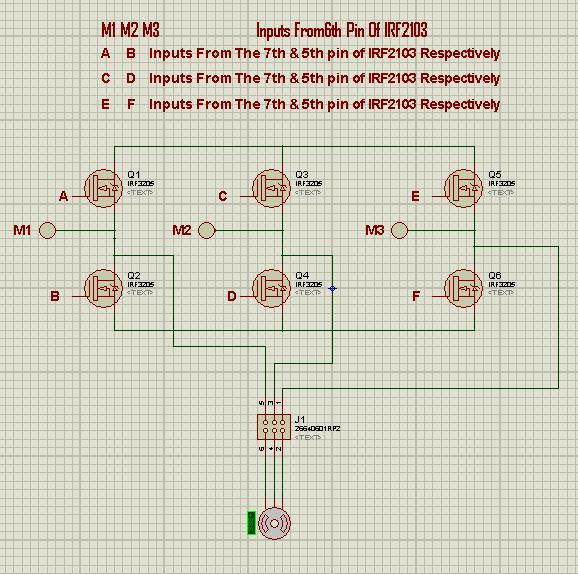 M1 M2 M3 Inputs From6th Pin Of IRF2103
A B Inputs From The 7th & 5th pin of IRF2103 Respectively
C D Inputs From The 7th & 5th pin of IRF2103 Respectively
E F Inputs From The 7th & 5th pin of IRF2103 Respectively
Q1 Q3 Q5
IRF3205 IRF3205 IRF3205
<TEXT> <TEXT> <TEXT>
A C E
M1 M2 M3
Q2 Q4 Q6
IRF3205 IRF3205 IRF3205
<TEXT> <TEXT> <TEXT>
B D F
5 3 1
J1
<TEXT>
6 4 2